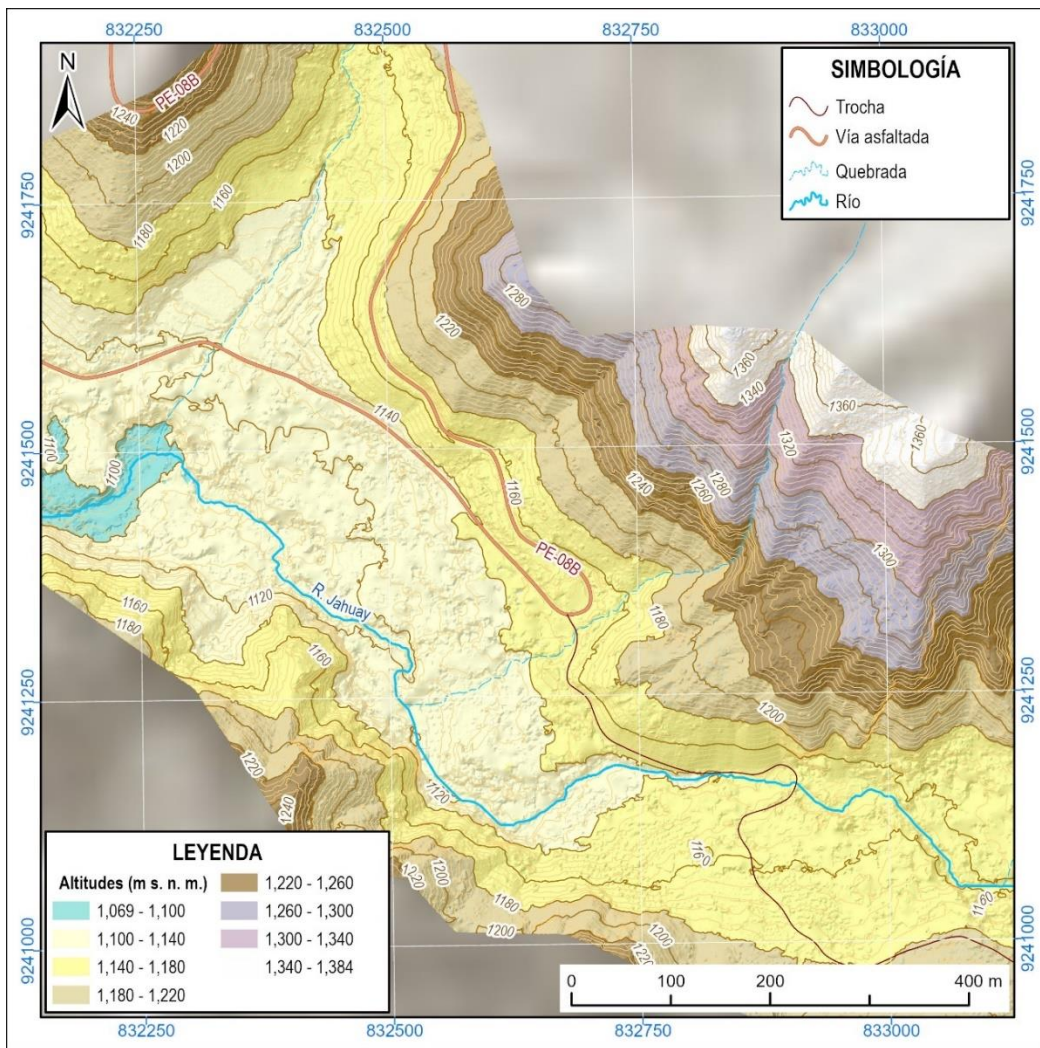 832250
832500
832750
833000
N
SIMBOLOGÍA
Trocha
Vía asfaltada
Quebrada
Río
PE-08B
1240
1220
1200
1160
1180
9241750
9241750
1280
1220
1360
1340
1360
1360
1320
1140
1100
1100
9241500
9241500
1160
1240
1260
1280
1300
PE-08B
R. Jahuay
1120
1160
1180
1160
1180
9241250
9241250
1200
1220
1240
1120
1160
1160
LEYENDA
Altitudes (m s. n. m.)
1,069 - 1,100
1,100 - 1,140
1,140 - 1,180
1,180 - 1,220
1,220 - 1,260
1,260 - 1,300
1,300 - 1,340
1,340 - 1,384
1200
1220
1180
1200
1200
1220
9241000
9241000
0 100 200 400 m
832250
832500
832750
833000